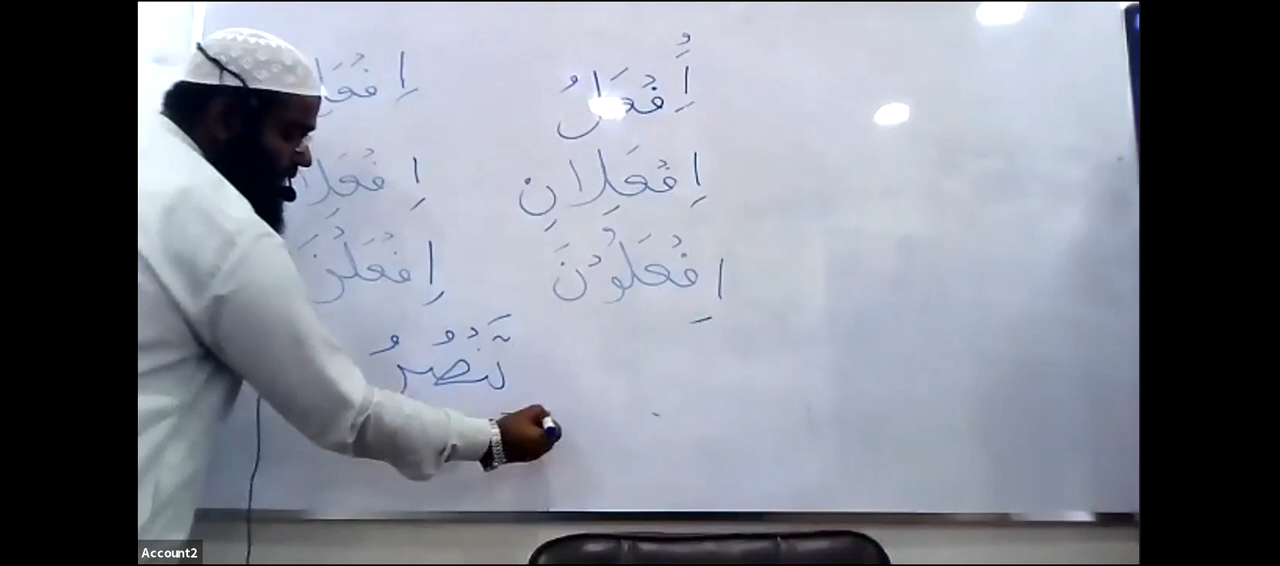 أُِفْعَلُ اِفْعَلِ
اِفْعَلِانِ اِفْعَلِا
اِفْعَلُوْنَ اِفْعَلْنَ
تَنْصُرُ
Account2